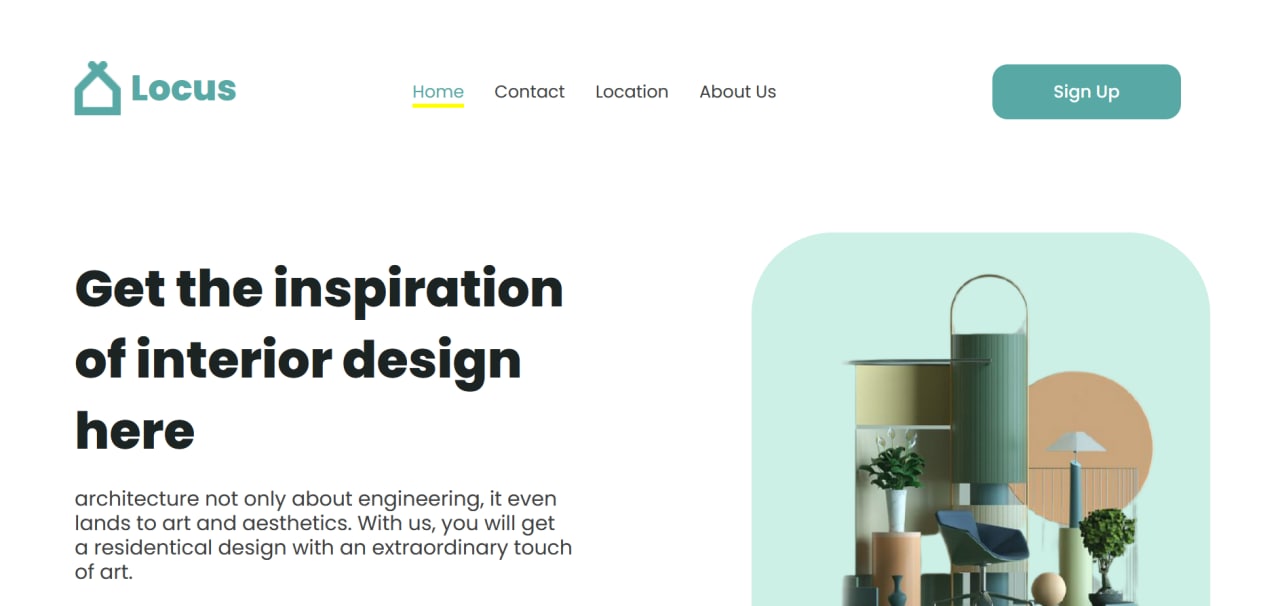 Locus
Home Contact Location About Us
Sign Up
Get the inspiration
of interior design
here
architecture not only about engineering, it even
lands to art and aesthetics. With us, you will get
a residentical design with an extraordinary touch
of art.